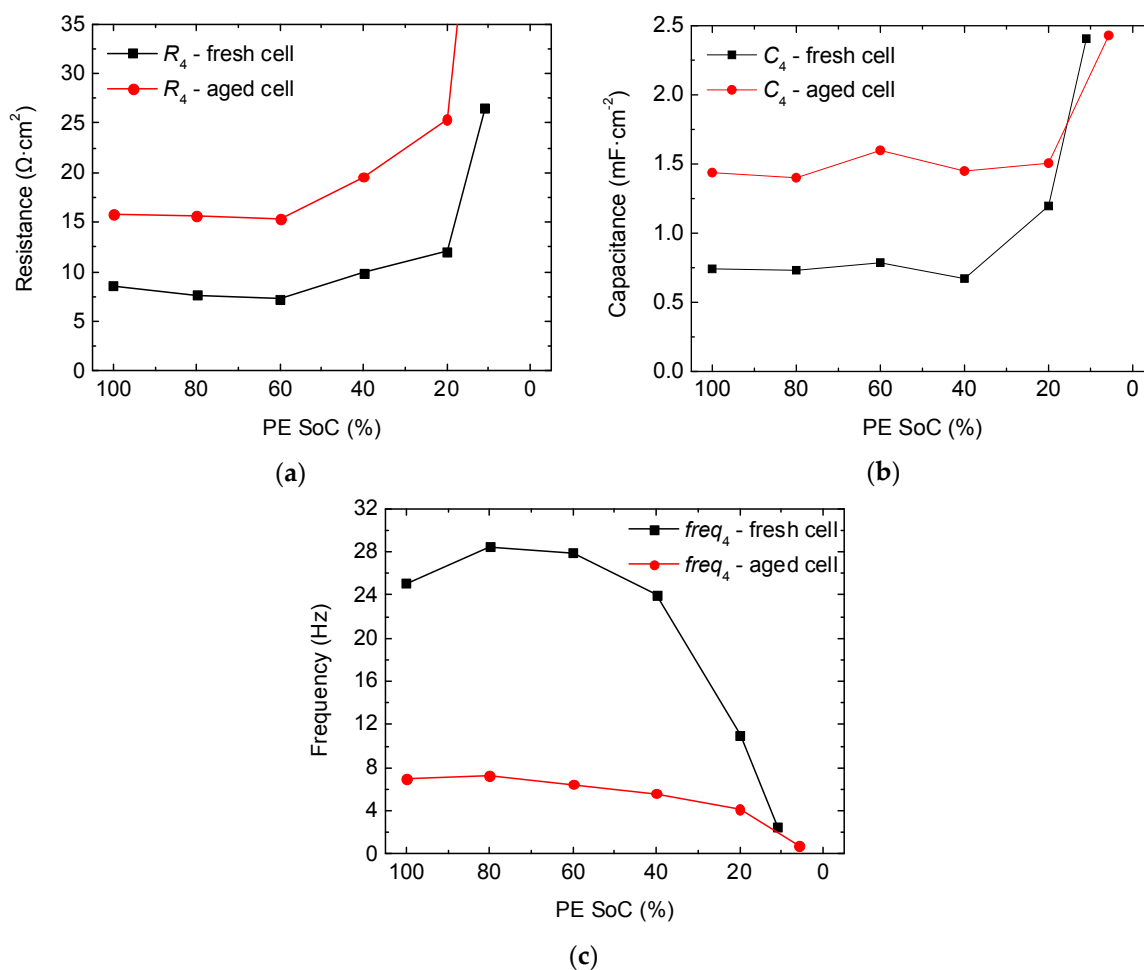 35
30
25
20
15
10
5
0
Resistance (Ω·cm²)
R₄ - fresh cell
R₄ - aged cell
100 80 60 40 20 0
PE SoC (%)
(a)
2.5
2.0
1.5
1.0
0.5
0.0
Capacitance (mF·cm⁻²)
C₄ - fresh cell
C₄ - aged cell
100 80 60 40 20 0
PE SoC (%)
(b)
32
28
24
20
16
12
8
4
0
Frequency (Hz)
freq₄ - fresh cell
freq₄ - aged cell
100 80 60 40 20 0
PE SoC (%)
(c)